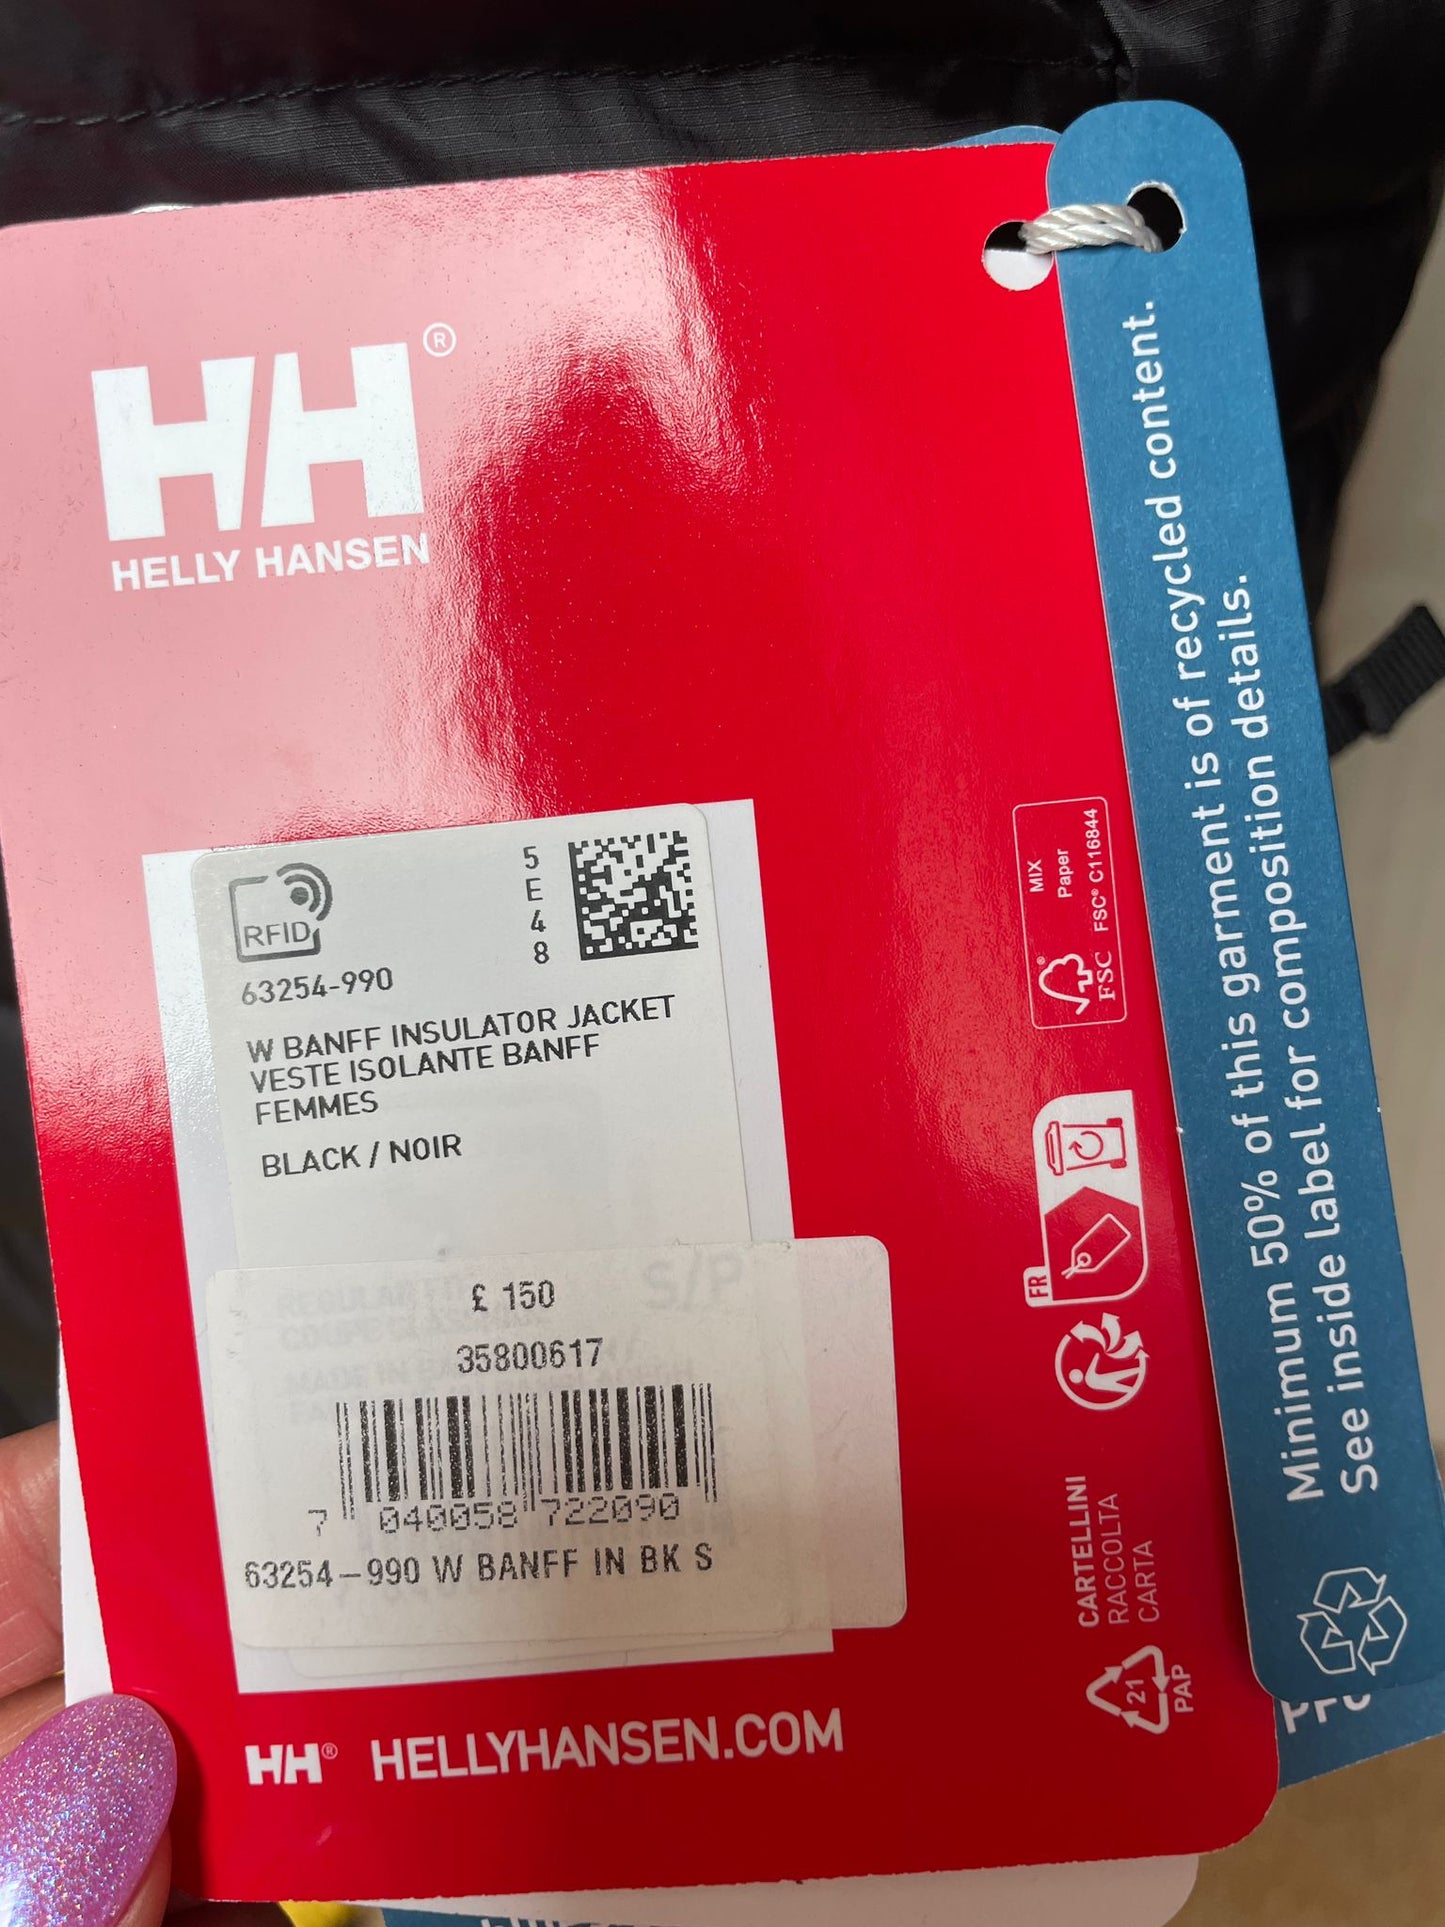 HH®
HELLY HANSEN
RFID
5
E
4
8
63254-990
W BANFF INSULATOR JACKET
VESTE ISOLANTE BANFF
FEMMES
BLACK / NOIR
S/P
£ 150
35800617
7 040058 722090
63254-990 W BANFF IN BK S
HH® HELLYHANSEN.COM
MIX
Paper
FSC® C116844
FSC
FR
CARTELLINI
RACCOLTA
CARTA
21
PAP
Minimum 50% of this garment is of recycled content.
See inside label for composition details.